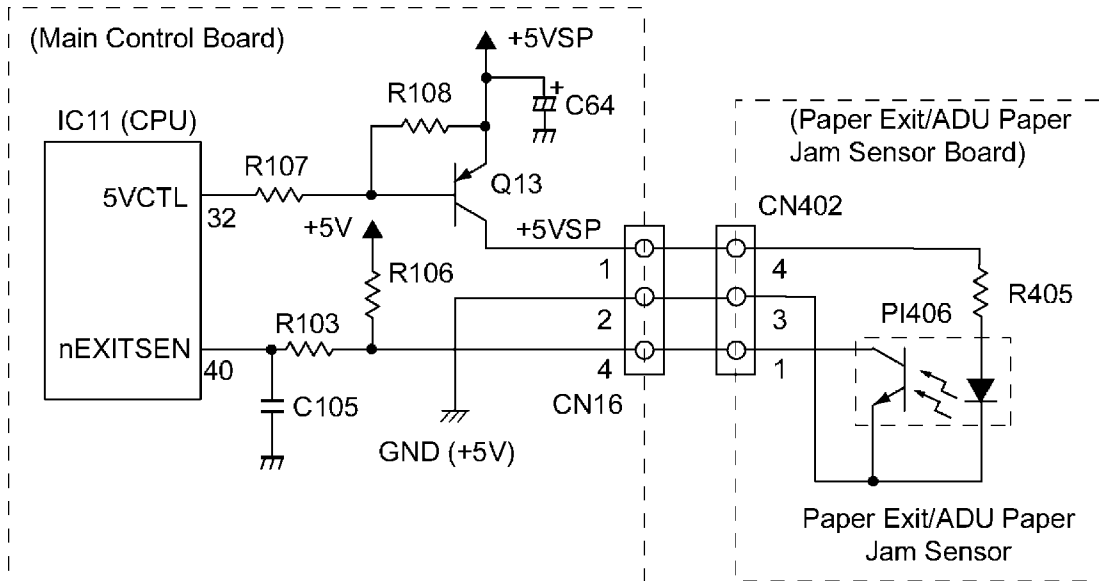 (Main Control Board)
+5VSP
R108
C64
+
IC11 (CPU)
R107
Q13
5VCTL
32
+5V
+5VSP
R106
R103
nEXITSEN
40
C105
GND (+5V)
1
2
4
CN16
(Paper Exit/ADU Paper
Jam Sensor Board)
CN402
4
3
1
R405
PI406
Paper Exit/ADU Paper
Jam Sensor